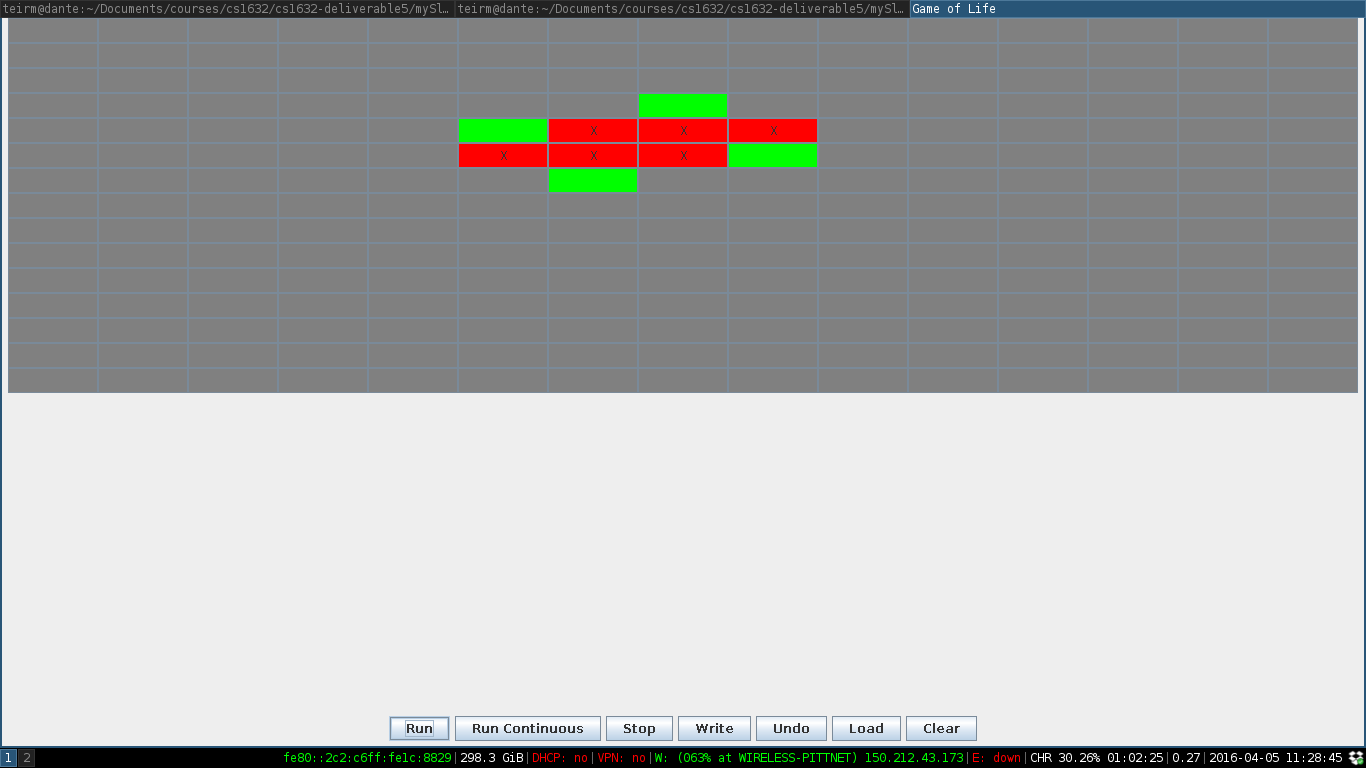 teirm@dante:~/Documents/courses/cs1632/cs1632-deliverable5/mySl… teirm@dante:~/Documents/courses/cs1632/cs1632-deliverable5/mySl… Game of Life
X X X
X X X
Run Run Continuous Stop Write Undo Load Clear
1 2 fe80::2c2:c6ff:fe1c:8829|298.3 GiB|DHCP: no|VPN: no|W: (063% at WIRELESS-PITTNET) 150.212.43.173|E: down|CHR 30.26% 01:02:25|0.27|2016-04-05 11:28:45